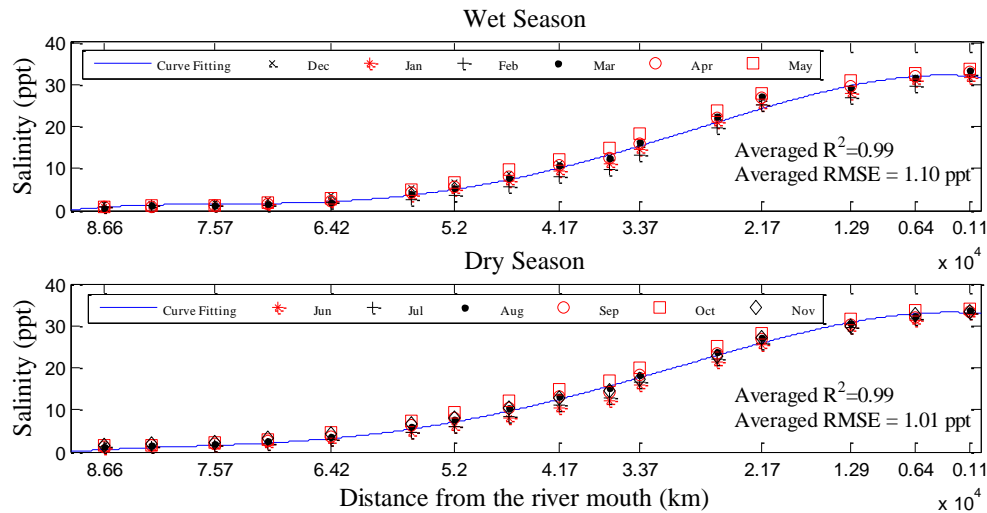 Wet Season
Salinity (ppt)
40
30
20
10
0
Curve Fitting Dec Jan Feb Mar Apr May
Averaged R²=0.99
Averaged RMSE = 1.10 ppt
8.66 7.57 6.42 5.2 4.17 3.37 2.17 1.29 0.64 0.11
x 10⁴
Dry Season
Salinity (ppt)
40
30
20
10
0
Curve Fitting Jun Jul Aug Sep Oct Nov
Averaged R²=0.99
Averaged RMSE = 1.01 ppt
8.66 7.57 6.42 5.2 4.17 3.37 2.17 1.29 0.64 0.11
Distance from the river mouth (km)
x 10⁴